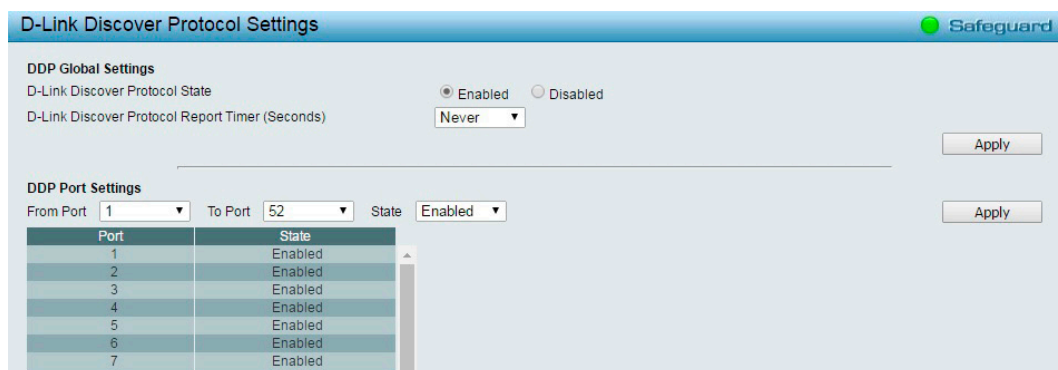 D-Link Discover Protocol Settings Safeguard
DDP Global Settings
D-Link Discover Protocol State Enabled Disabled
D-Link Discover Protocol Report Timer (Seconds) Never
Apply
DDP Port Settings
From Port 1 To Port 52 State Enabled Apply
Port State
1 Enabled
2 Enabled
3 Enabled
4 Enabled
5 Enabled
6 Enabled
7 Enabled